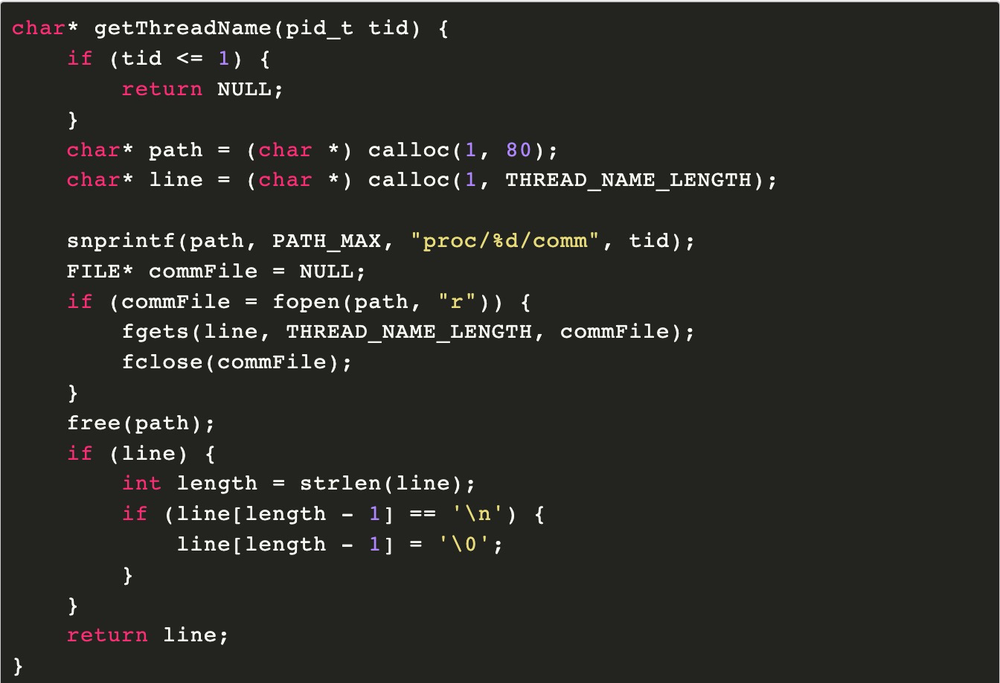 char* getThreadName(pid_t tid) {
    if (tid <= 1) {
        return NULL;
    }
    char* path = (char *) calloc(1, 80);
    char* line = (char *) calloc(1, THREAD_NAME_LENGTH);

    snprintf(path, PATH_MAX, "proc/%d/comm", tid);
    FILE* commFile = NULL;
    if (commFile = fopen(path, "r")) {
        fgets(line, THREAD_NAME_LENGTH, commFile);
        fclose(commFile);
    }
    free(path);
    if (line) {
        int length = strlen(line);
        if (line[length - 1] == '\n') {
            line[length - 1] = '\0';
        }
    }
    return line;
}